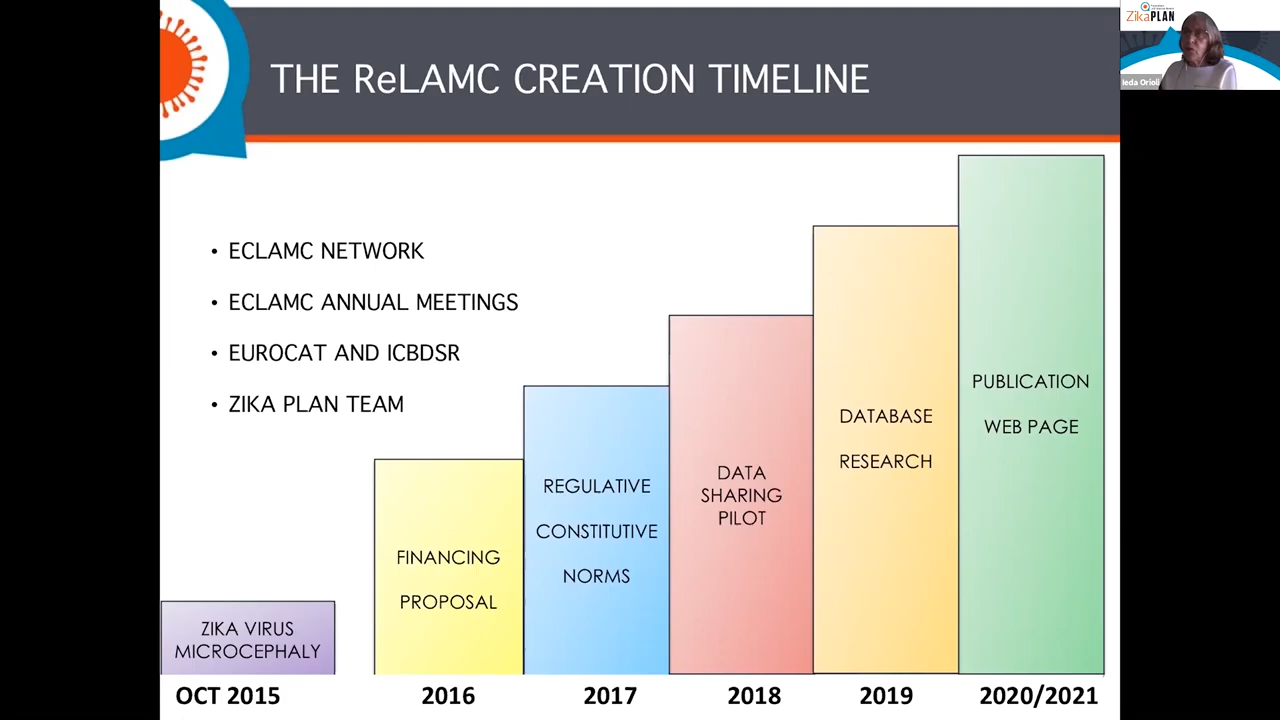 THE ReLAMC CREATION TIMELINE
ZikaPLAN
Ieda Orioli
• ECLAMC NETWORK
• ECLAMC ANNUAL MEETINGS
• EUROCAT AND ICBDSR
• ZIKA PLAN TEAM
ZIKA VIRUS
MICROCEPHALY
FINANCING
PROPOSAL
REGULATIVE
CONSTITUTIVE
NORMS
DATA
SHARING
PILOT
DATABASE
RESEARCH
PUBLICATION
WEB PAGE
OCT 2015
2016
2017
2018
2019
2020/2021